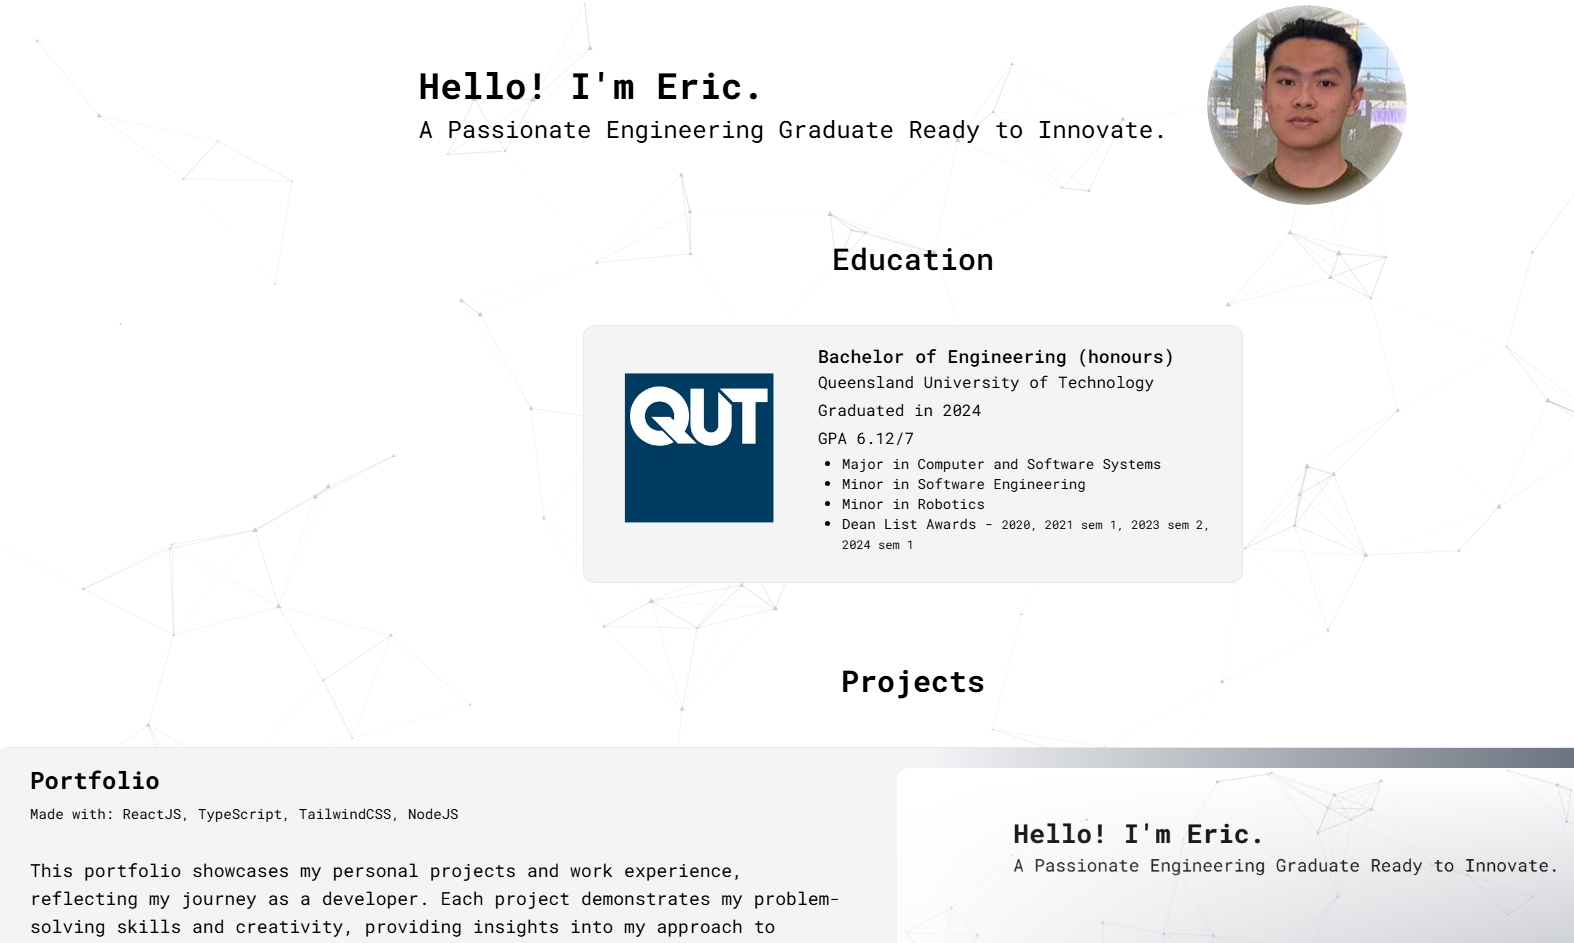 Hello! I'm Eric.
A Passionate Engineering Graduate Ready to Innovate.
Education
QUT
Bachelor of Engineering (honours)
Queensland University of Technology
Graduated in 2024
GPA 6.12/7
Major in Computer and Software Systems
Minor in Software Engineering
Minor in Robotics
Dean List Awards - 2020, 2021 sem 1, 2023 sem 2,
2024 sem 1
Projects
Portfolio
Made with: ReactJS, TypeScript, TailwindCSS, NodeJS
This portfolio showcases my personal projects and work experience,
reflecting my journey as a developer. Each project demonstrates my problem-
solving skills and creativity, providing insights into my approach to
Hello! I'm Eric.
A Passionate Engineering Graduate Ready to Innovate.